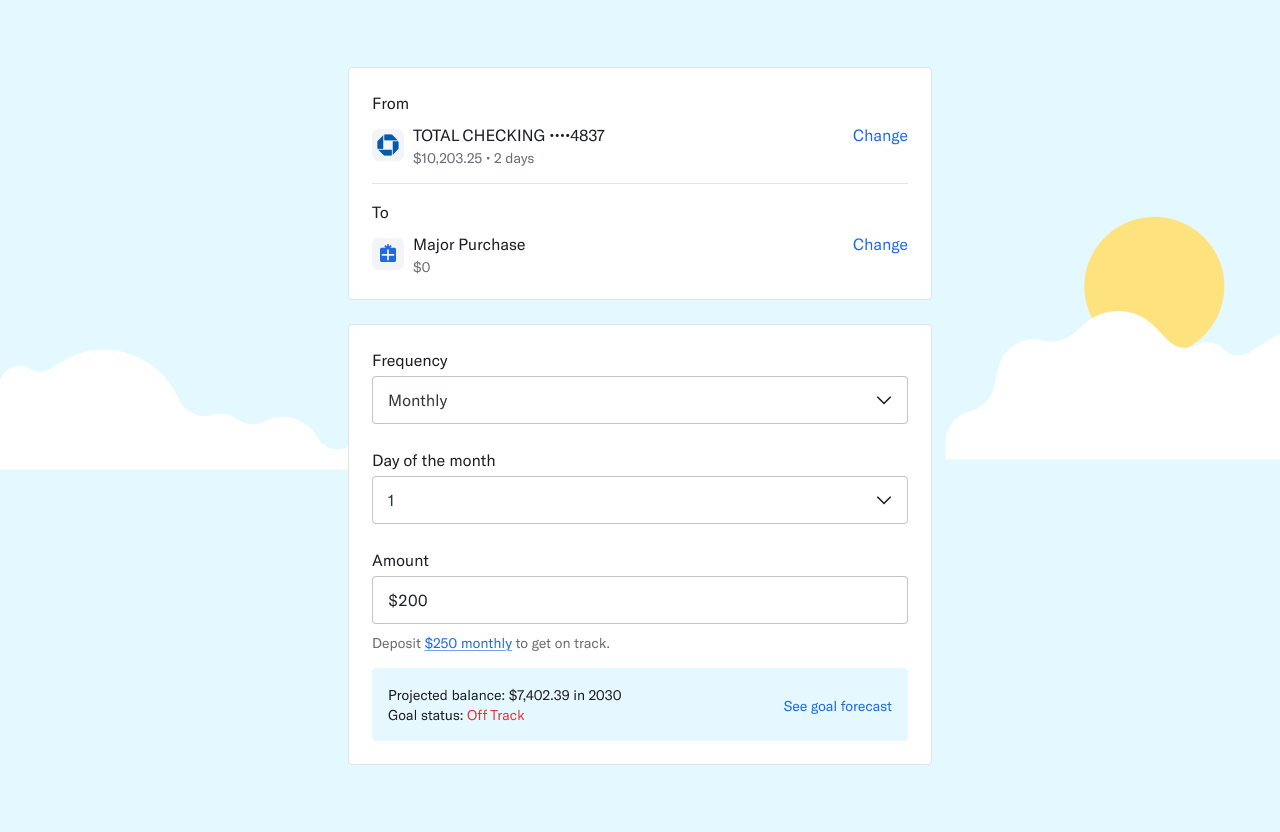 From
TOTAL CHECKING ••••4837
Change
$10,203.25 • 2 days
To
Major Purchase
Change
$0
Frequency
Monthly
Day of the month
1
Amount
$200
Deposit $250 monthly to get on track.
Projected balance: $7,402.39 in 2030
Goal status: Off Track
See goal forecast